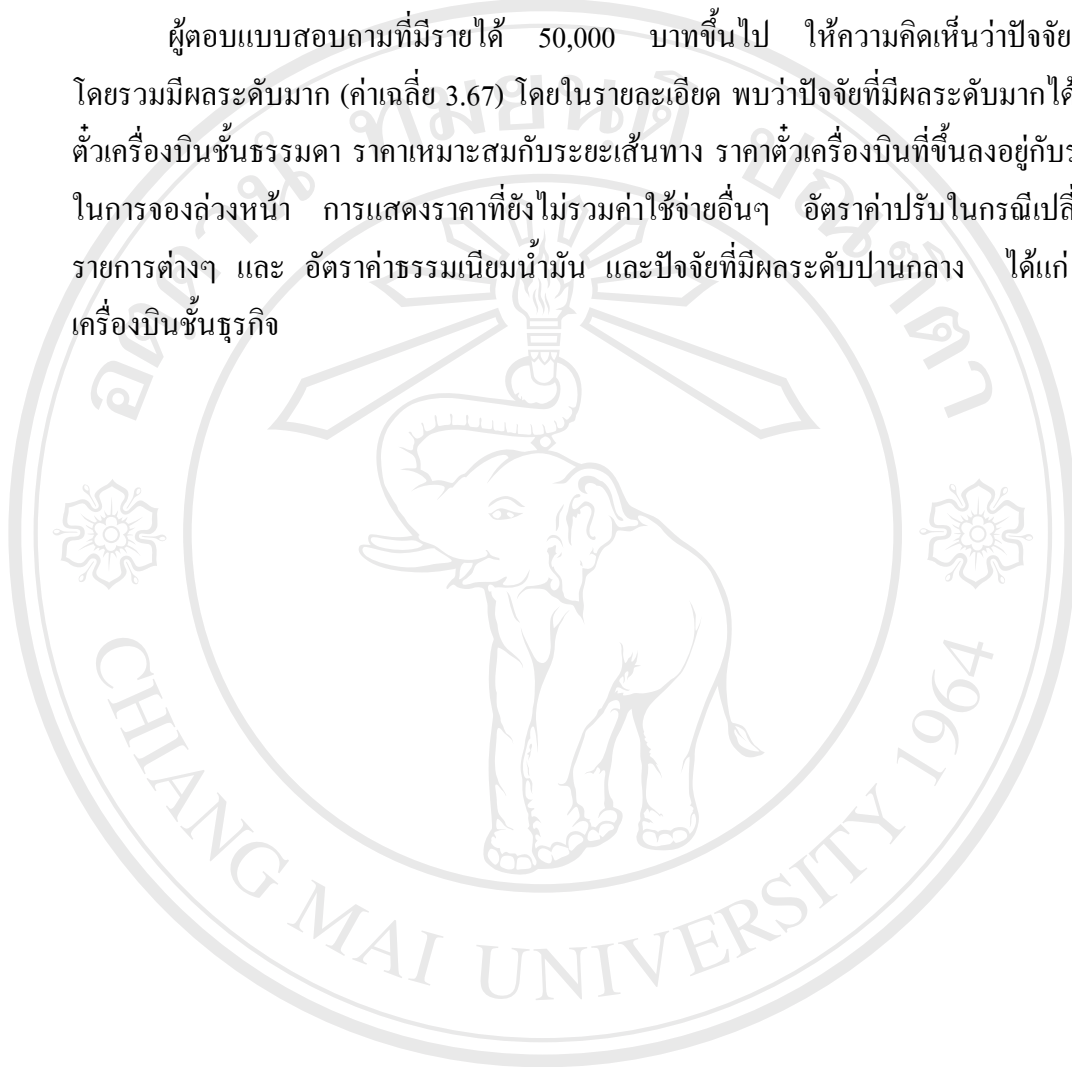 ผู้ตอบแบบสอบถามที่มีรายได้ 50,000 บาทขึ้นไป ให้ความคิดเห็นว่าปัจจัย
โดยรวมมีผลระดับมาก (ค่าเฉลี่ย 3.67) โดยในรายละเอียด พบว่าปัจจัยที่มีผลระดับมากได้
ตั๋วเครื่องบินชั้นธรรมดา ราคาเหมาะสมกับระยะเส้นทาง ราคาตั๋วเครื่องบินที่ขึ้นลงอยู่กับร
ในการจองล่วงหน้า การแสดงราคาที่ยังไม่รวมค่าใช้จ่ายอื่นๆ อัตราค่าปรับในกรณีเปลี่
รายการต่างๆ และ อัตราค่าธรรมเนียมน้ำมัน และปัจจัยที่มีผลระดับปานกลาง ได้แก่
เครื่องบินชั้นธุรกิจ
อตฺตานํ ทมยนฺติ ปณฺฑิตา
CHIANG MAI UNIVERSITY 1964